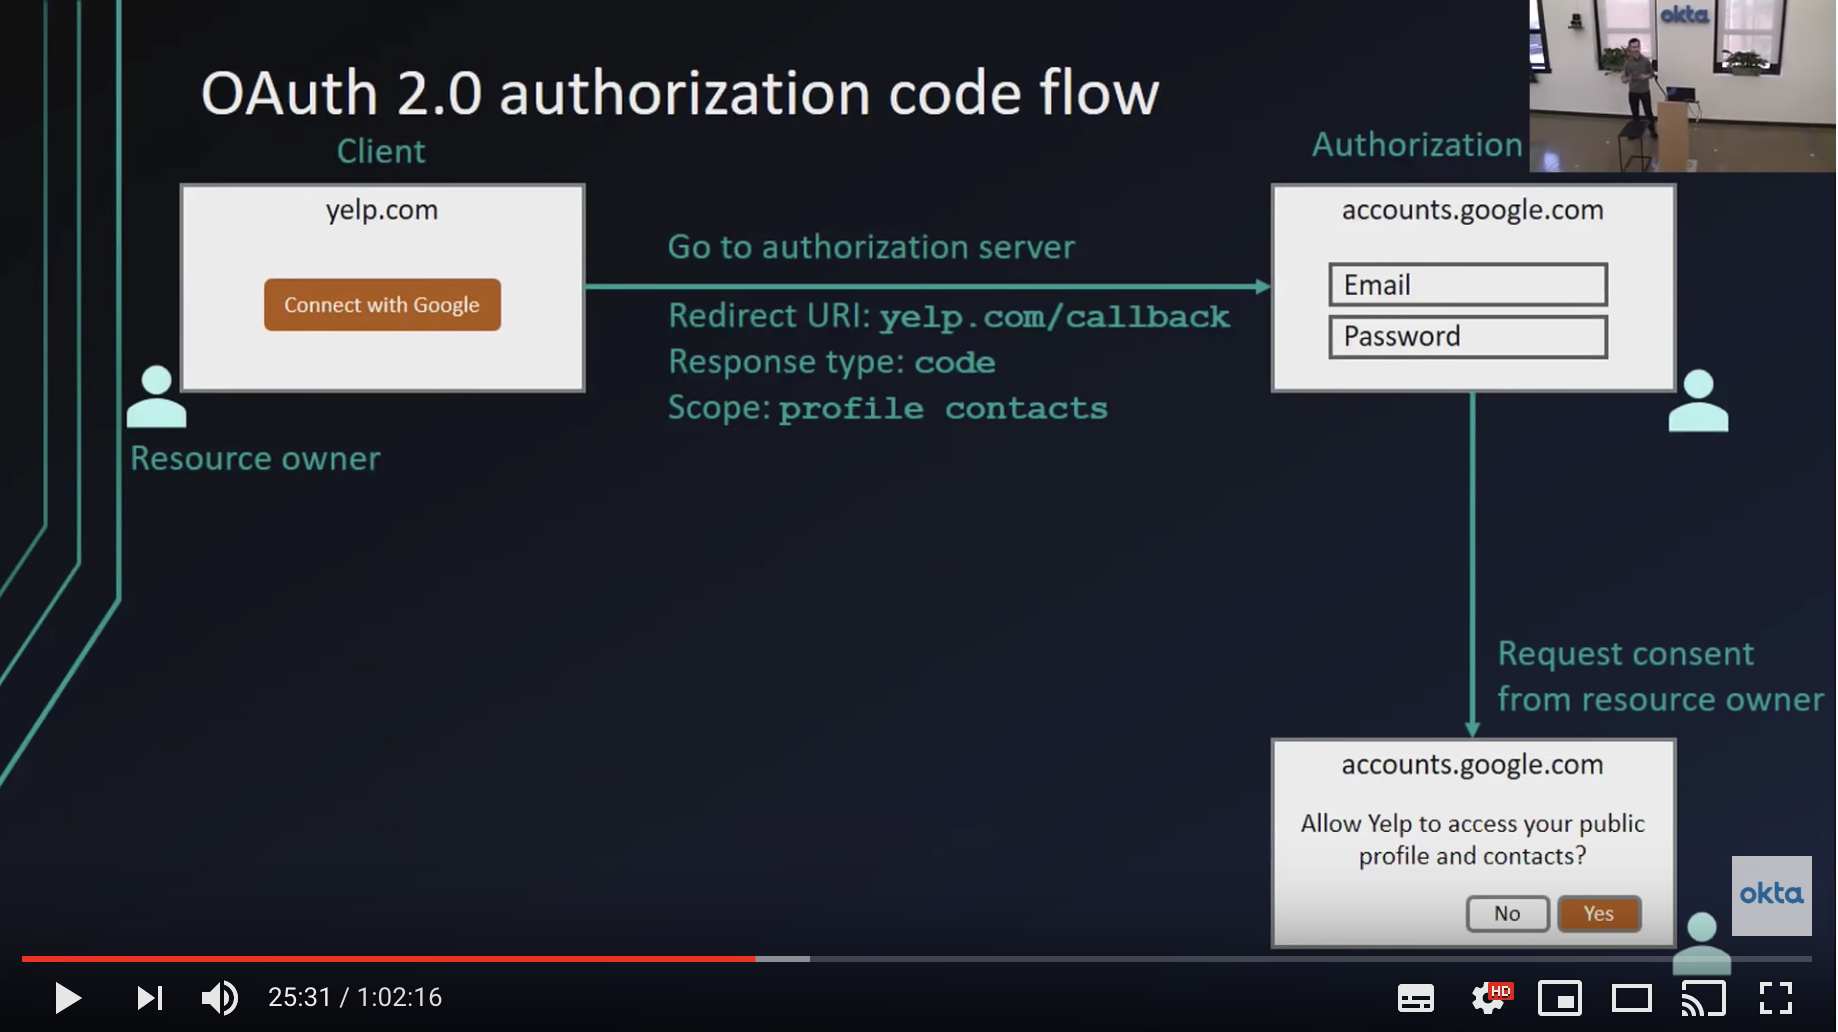 okta
OAuth 2.0 authorization code flow
Client
Authorization
yelp.com
Connect with Google
Go to authorization server
Redirect URI: yelp.com/callback
Response type: code
Scope: profile contacts
accounts.google.com
Email
Password
Resource owner
Request consent
from resource owner
accounts.google.com
Allow Yelp to access your public
profile and contacts?
No
Yes
okta
25:31 / 1:02:16
HD